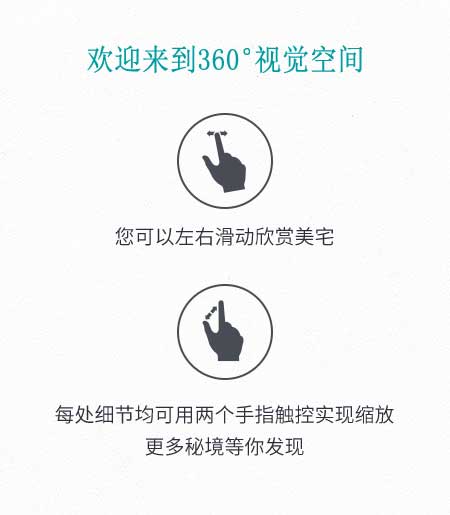 欢迎来到360°视觉空间
您可以左右滑动欣赏美宅
每处细节均可用两个手指触控实现缩放
更多秘境等你发现